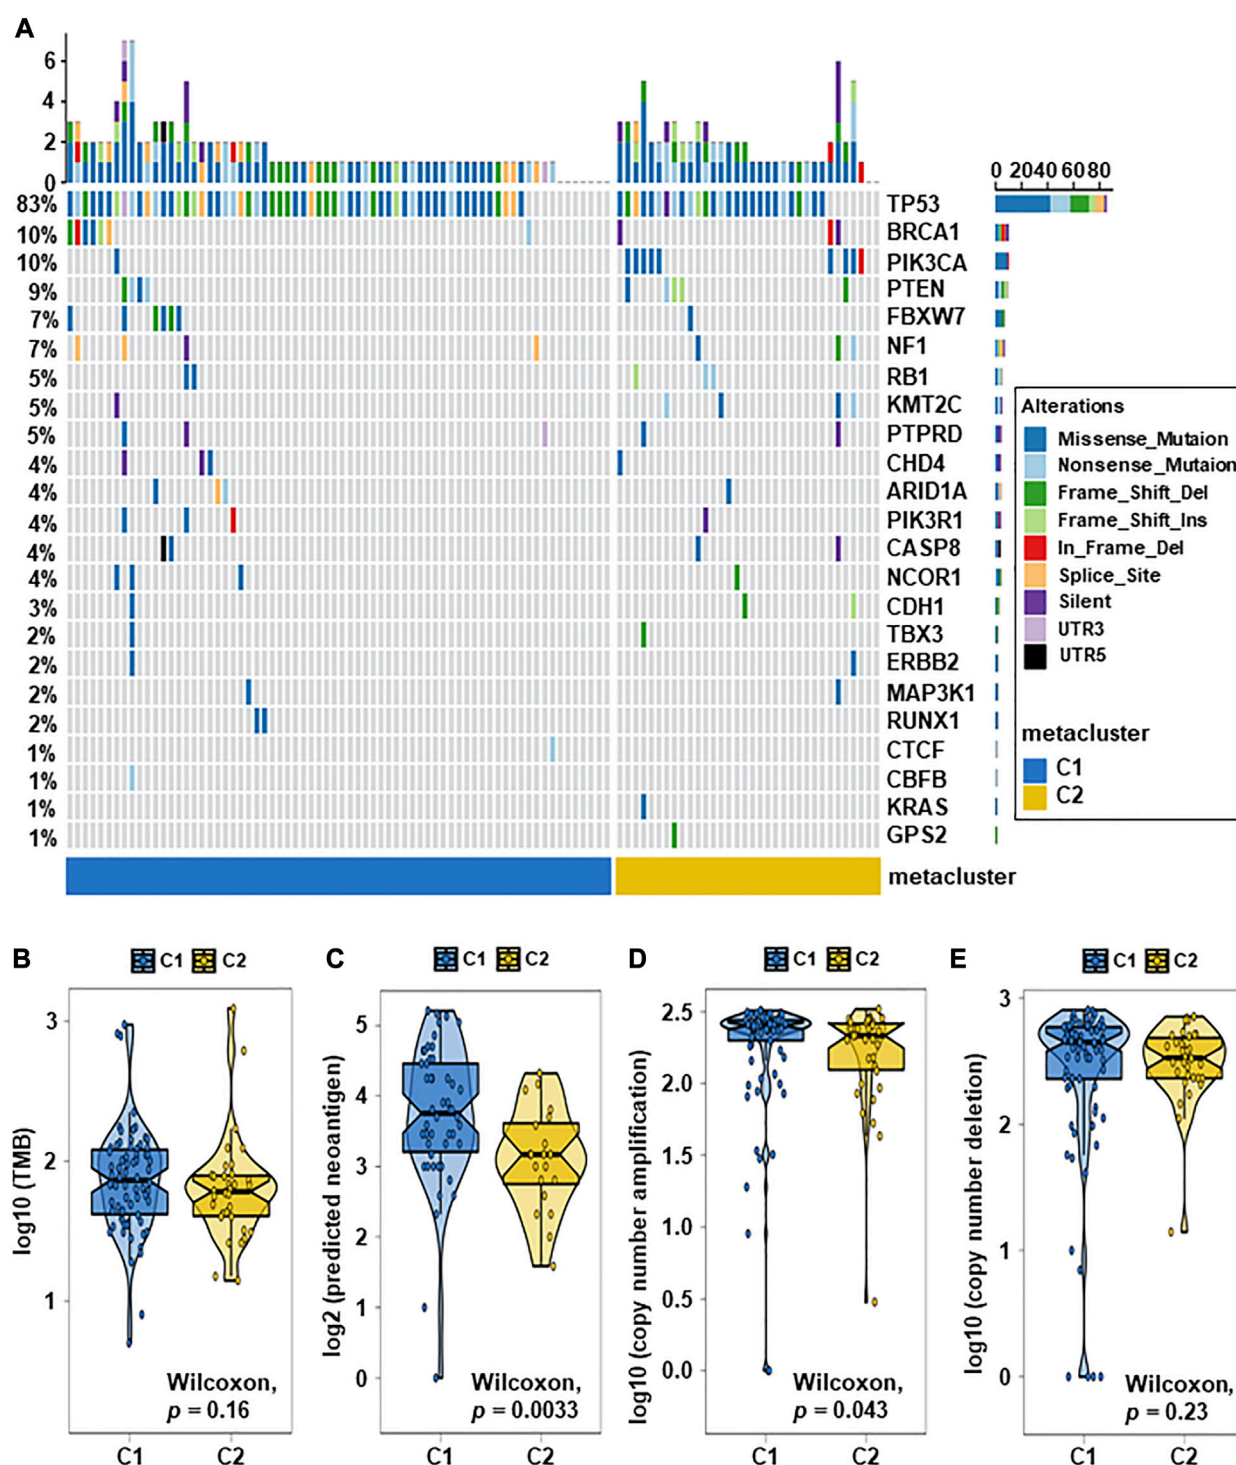 A
6
4
2
0
0 20 40 60 80
83% TP53
10% BRCA1
10% PIK3CA
9% PTEN
7% FBXW7
7% NF1
5% RB1
5% KMT2C
5% PTPRD
4% CHD4
4% ARID1A
4% PIK3R1
4% CASP8
4% NCOR1
3% CDH1
2% TBX3
2% ERBB2
2% MAP3K1
2% RUNX1
1% CTCF
1% CBFB
1% KRAS
1% GPS2
metacluster
Alterations
Missense_Mutaion
Nonsense_Mutaion
Frame_Shift_Del
Frame_Shift_Ins
In_Frame_Del
Splice_Site
Silent
UTR3
UTR5
metacluster
C1
C2
B
C1 C2
log10 (TMB)
3
2
1
Wilcoxon,
p = 0.16
C1 C2
C
C1 C2
log2 (predicted neoantigen)
5
4
3
2
1
0
Wilcoxon,
p = 0.0033
C1 C2
D
C1 C2
log10 (copy number amplification)
2.5
2.0
1.5
1.0
0.5
0.0
Wilcoxon,
p = 0.043
C1 C2
E
C1 C2
log10 (copy number deletion)
3
2
1
0
Wilcoxon,
p = 0.23
C1 C2